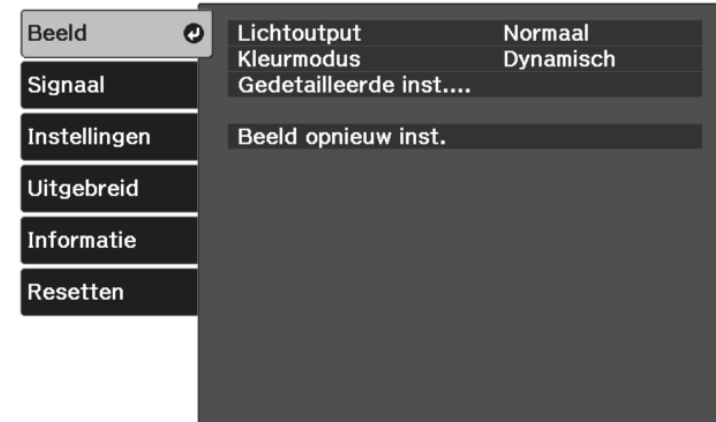 Beeld
Signaal
Instellingen
Uitgebreid
Informatie
Resetten
Lichtoutput Normaal
Kleurmodus Dynamisch
Gedetailleerde inst....
Beeld opnieuw inst.